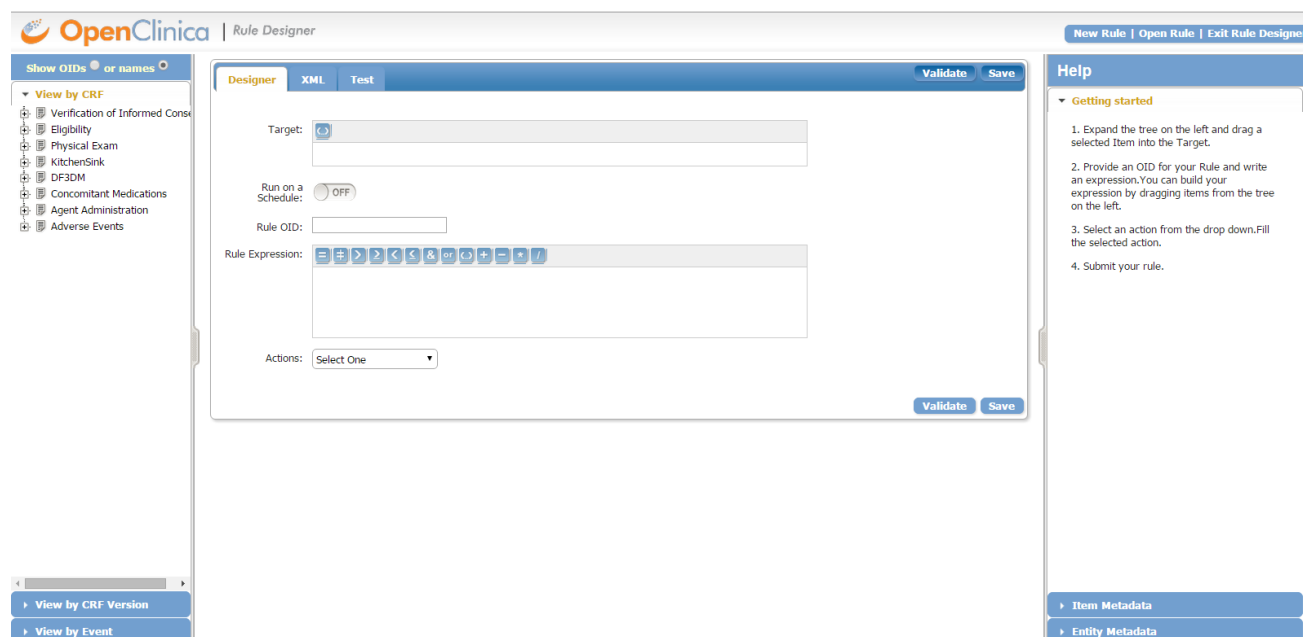 OpenClinica | Rule Designer
New Rule | Open Rule | Exit Rule Designe
Show OIDs or names
View by CRF
Verification of Informed Conse
Eligibility
Physical Exam
KitchenSink
DF3DM
Concomitant Medications
Agent Administration
Adverse Events
View by CRF Version
View by Event
Designer XML Test
Validate Save
Target: ( )
Run on a
Schedule: OFF
Rule OID:
Rule Expression: = ≠ > ≥ < ≤ & or ( ) + − * /
Actions: Select One
Validate Save
Help
Getting started
1. Expand the tree on the left and drag a
selected Item into the Target.
2. Provide an OID for your Rule and write
an expression.You can build your
expression by dragging items from the tree
on the left.
3. Select an action from the drop down.Fill
the selected action.
4. Submit your rule.
Item Metadata
Entity Metadata